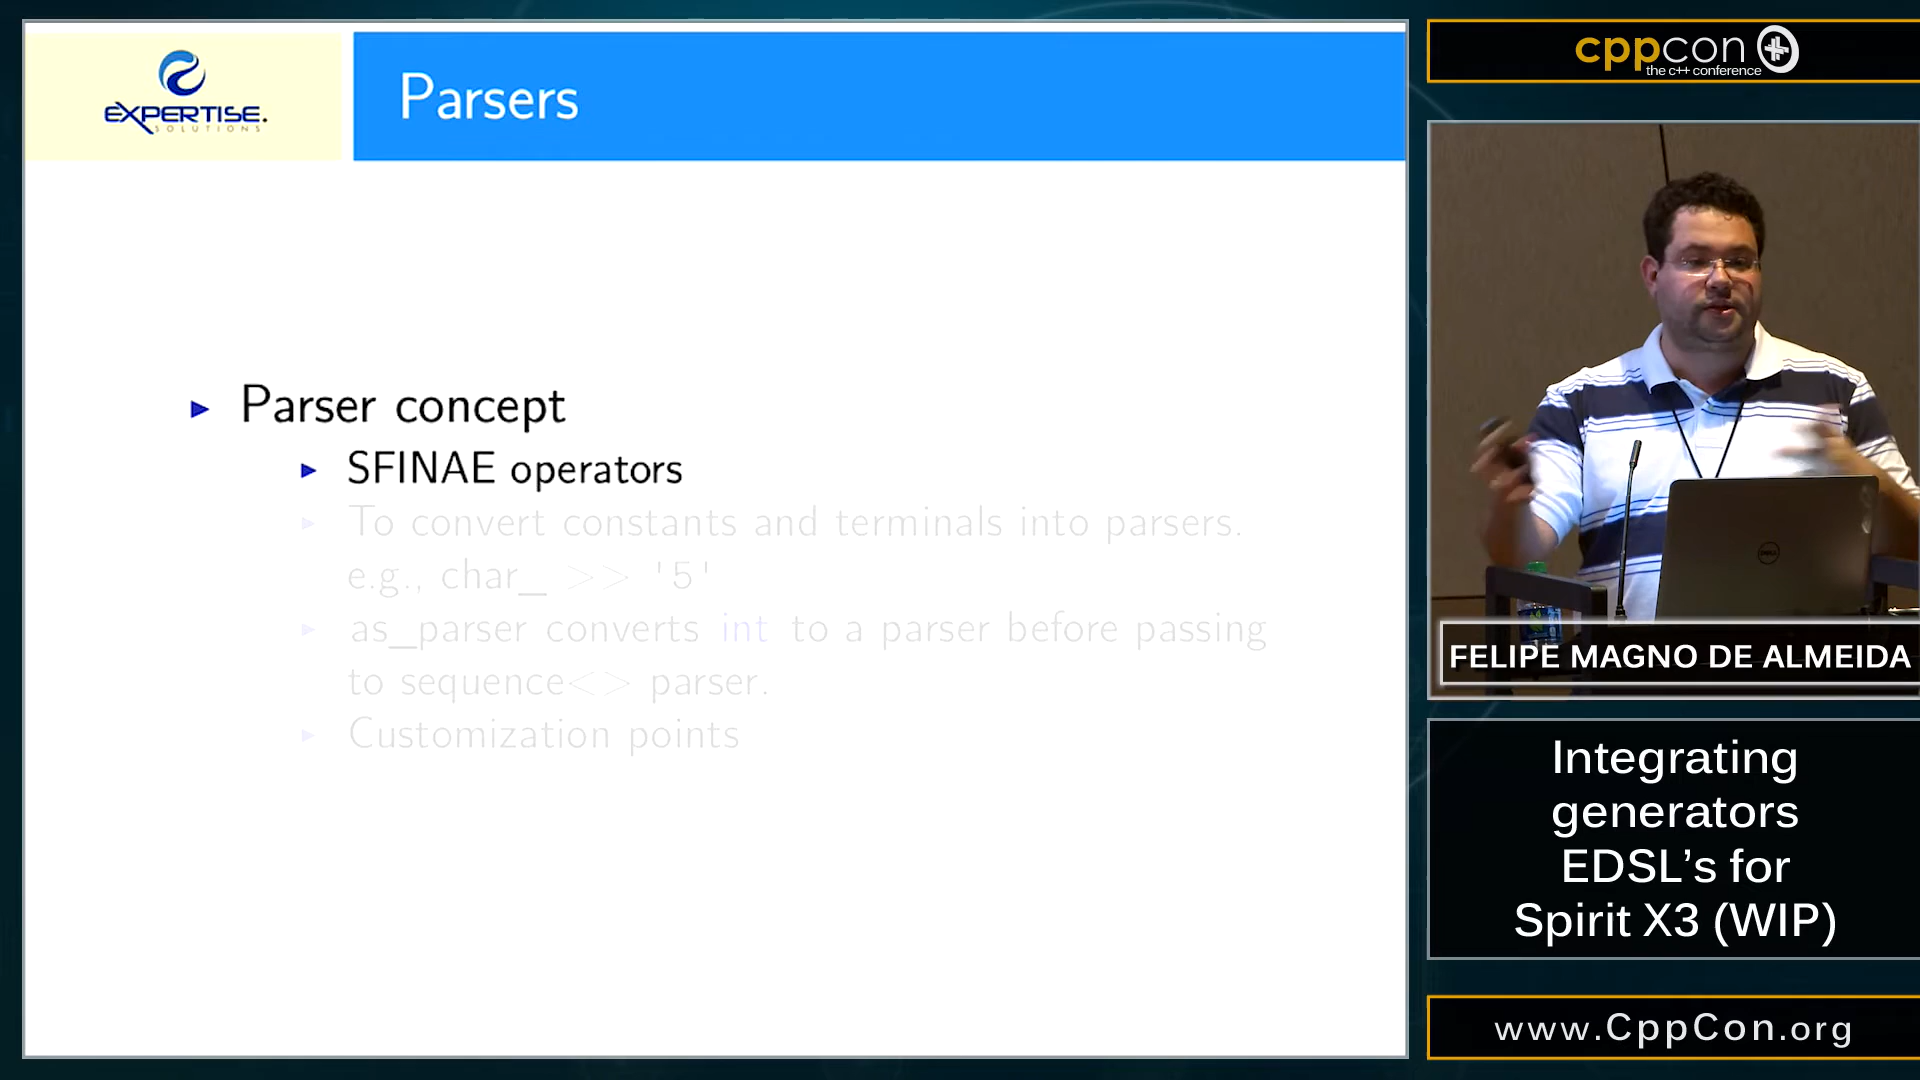 EXPERTISE.
SOLUTIONS
Parsers
Parser concept
SFINAE operators
To convert constants and terminals into parsers.
e.g., char_ >> '5'
as_parser converts int to a parser before passing
to sequence<> parser.
Customization points
cppcon
the c++ conference
DELL
FELIPE MAGNO DE ALMEIDA
Integrating
generators
EDSL’s for
Spirit X3 (WIP)
www.CppCon.org